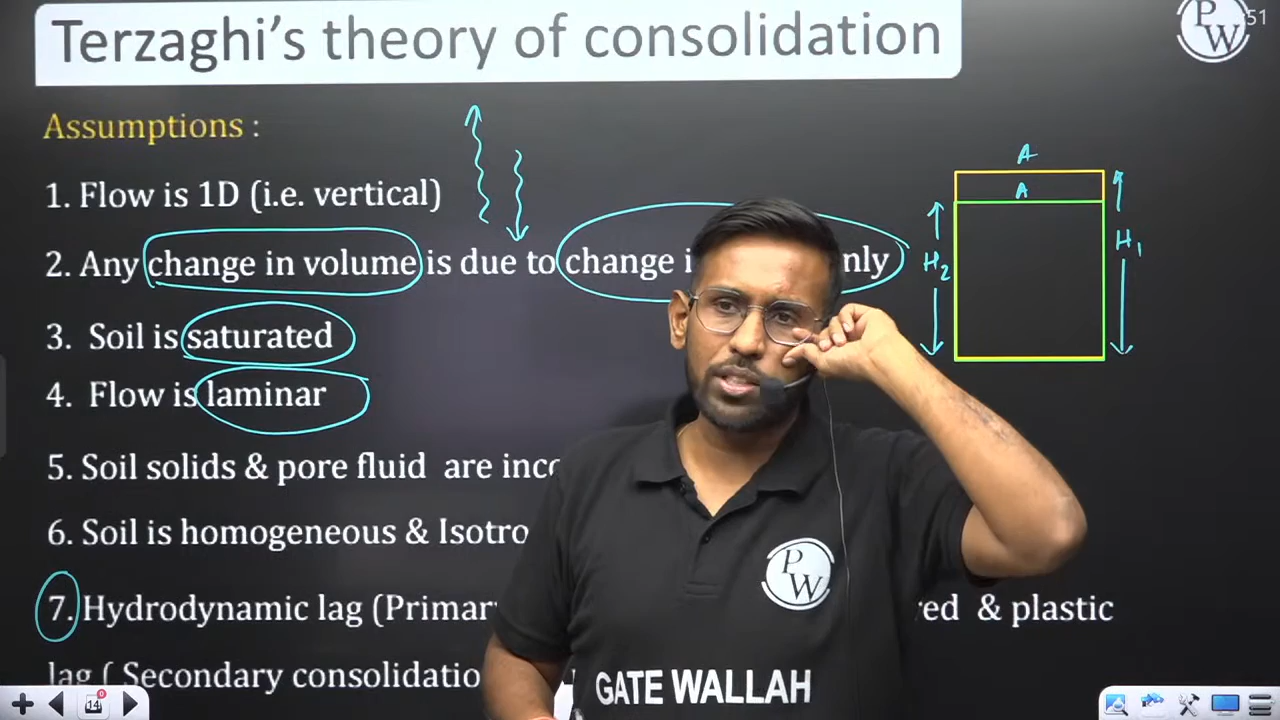 Terzaghi's theory of consolidation
P W 51
Assumptions :
A
1. Flow is 1D (i.e. vertical)
A
2. Any change in volume is due to change i nly
H2
H1
3. Soil is saturated
4. Flow is laminar
5. Soil solids & pore fluid are inco
6. Soil is homogeneous & Isotro
P W
7. Hydrodynamic lag (Primar red & plastic
lag ( Secondary consolidatio
GATE WALLAH
14 0